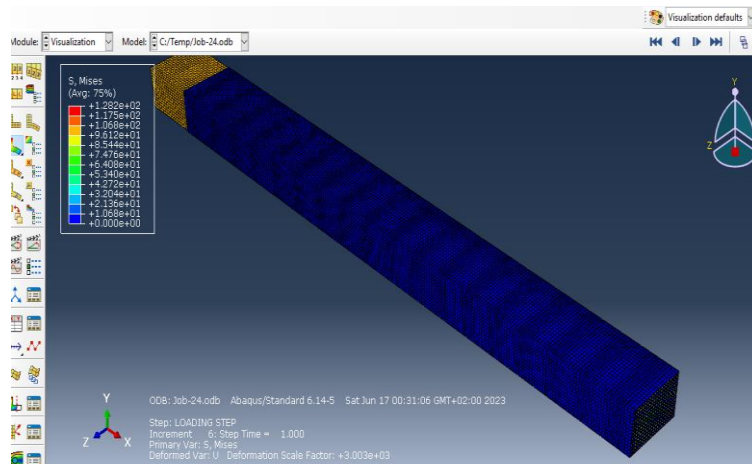 Visualization defaults
Module: Visualization Model: C:/Temp/Job-24.odb
S, Mises
(Avg: 75%)
+1.282e+02
+1.175e+02
+1.068e+02
+9.612e+01
+8.544e+01
+7.476e+01
+6.408e+01
+5.340e+01
+4.272e+01
+3.204e+01
+2.136e+01
+1.068e+01
+0.000e+00
Y
Z
Y
Z X
ODB: Job-24.odb Abaqus/Standard 6.14-5 Sat Jun 17 00:31:06 GMT+02:00 2023
Step: LOADING STEP
Increment 6: Step Time = 1.000
Primary Var: S, Mises
Deformed Var: U Deformation Scale Factor: +3.003e+03